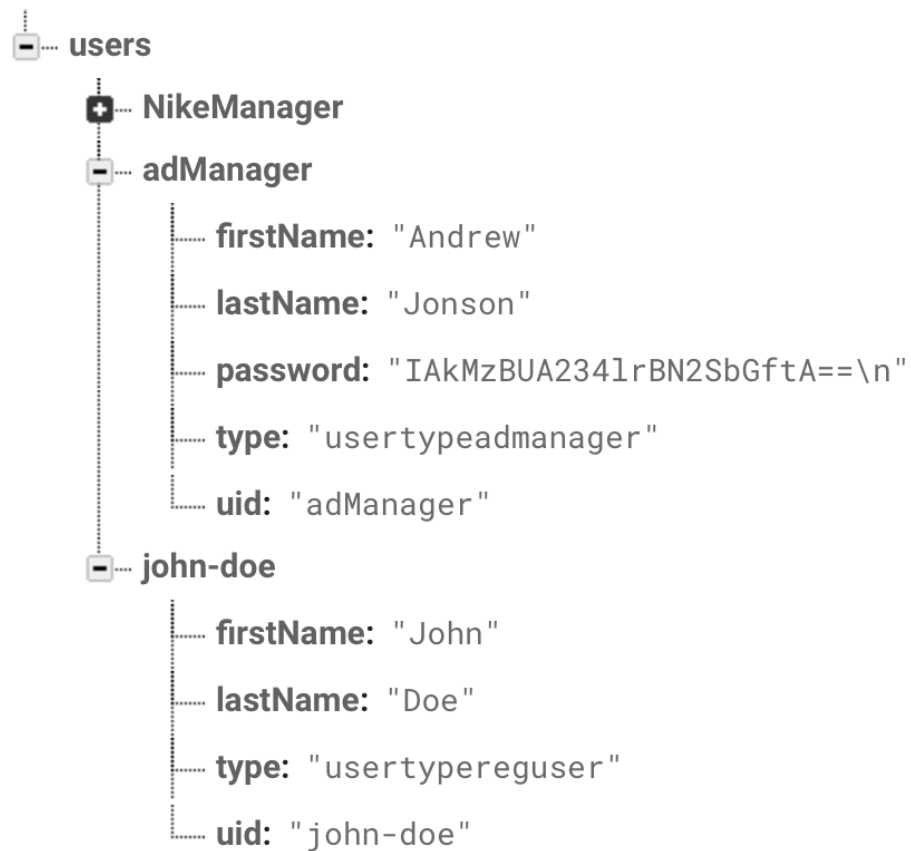 users
NikeManager
adManager
firstName: "Andrew"
lastName: "Jonson"
password: "IAkMzBUA234lrBN2SbGftA==\n"
type: "usertypeadmanager"
uid: "adManager"
john-doe
firstName: "John"
lastName: "Doe"
type: "usertypereguser"
uid: "john-doe"